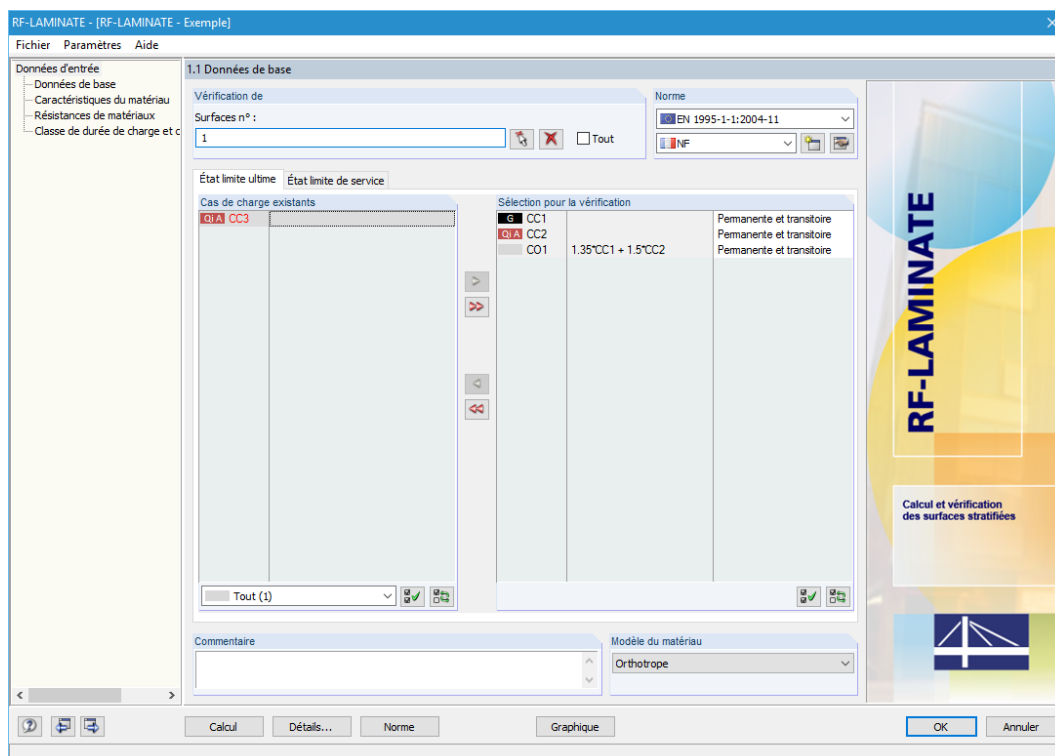 RF-LAMINATE - [RF-LAMINATE - Exemple]
Fichier Paramètres Aide
Données d'entrée
Données de base
Caractéristiques du matériau
Résistances de matériaux
Classe de durée de charge et c
1.1 Données de base
Vérification de
Surfaces n° :
1
Tout
Norme
EN 1995-1-1:2004-11
NF
État limite ultime
État limite de service
Cas de charge existants
Qi A CC3
Sélection pour la vérification
G CC1 Permanente et transitoire
Qi A CC2 Permanente et transitoire
CO1 1.35*CC1 + 1.5*CC2 Permanente et transitoire
Tout (1)
Commentaire
Modèle du matériau
Orthotrope
RF-LAMINATE
Calcul et vérification
des surfaces stratifiées
Calcul
Détails...
Norme
Graphique
OK
Annuler